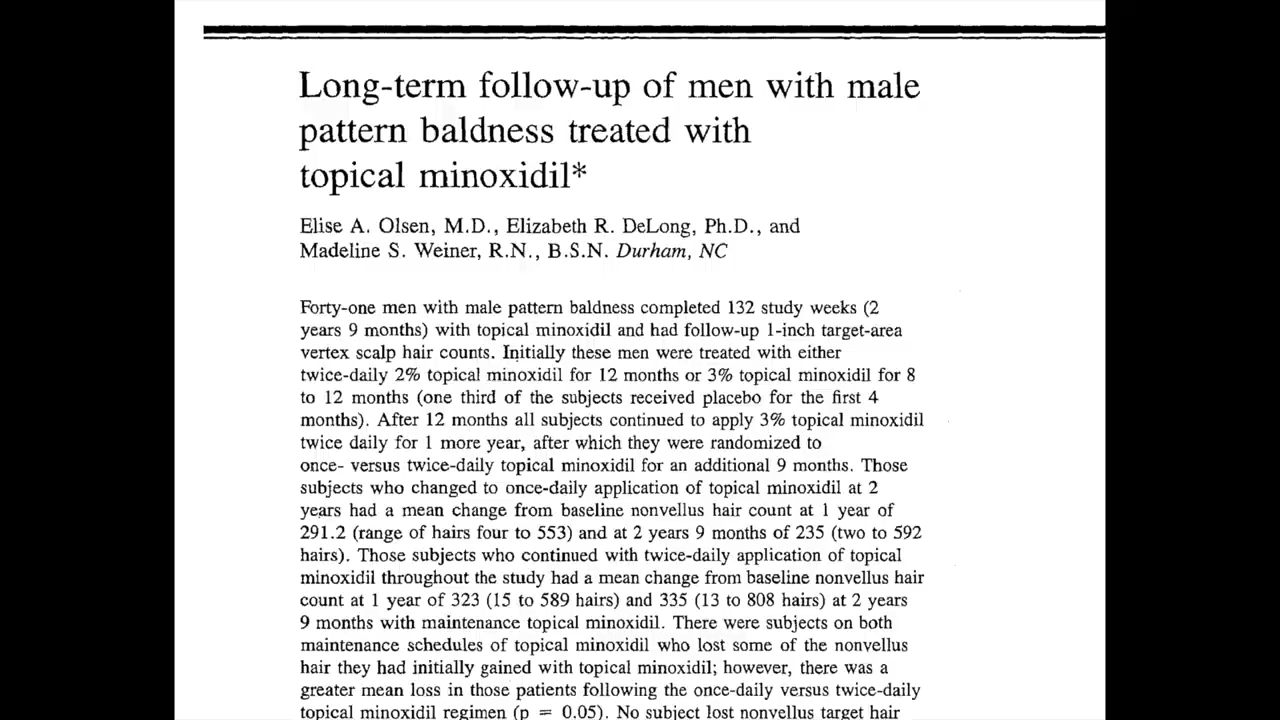 Long-term follow-up of men with male
pattern baldness treated with
topical minoxidil*
Elise A. Olsen, M.D., Elizabeth R. DeLong, Ph.D., and
Madeline S. Weiner, R.N., B.S.N. Durham, NC
Forty-one men with male pattern baldness completed 132 study weeks (2
years 9 months) with topical minoxidil and had follow-up 1-inch target-area
vertex scalp hair counts. Initially these men were treated with either
twice-daily 2% topical minoxidil for 12 months or 3% topical minoxidil for 8
to 12 months (one third of the subjects received placebo for the first 4
months). After 12 months all subjects continued to apply 3% topical minoxidil
twice daily for 1 more year, after which they were randomized to
once- versus twice-daily topical minoxidil for an additional 9 months. Those
subjects who changed to once-daily application of topical minoxidil at 2
years had a mean change from baseline nonvellus hair count at 1 year of
291.2 (range of hairs four to 553) and at 2 years 9 months of 235 (two to 592
hairs). Those subjects who continued with twice-daily application of topical
minoxidil throughout the study had a mean change from baseline nonvellus hair
count at 1 year of 323 (15 to 589 hairs) and 335 (13 to 808 hairs) at 2 years
9 months with maintenance topical minoxidil. There were subjects on both
maintenance schedules of topical minoxidil who lost some of the nonvellus
hair they had initially gained with topical minoxidil; however, there was a
greater mean loss in those patients following the once-daily versus twice-daily
topical minoxidil regimen (p = 0.05). No subject lost nonvellus target hair